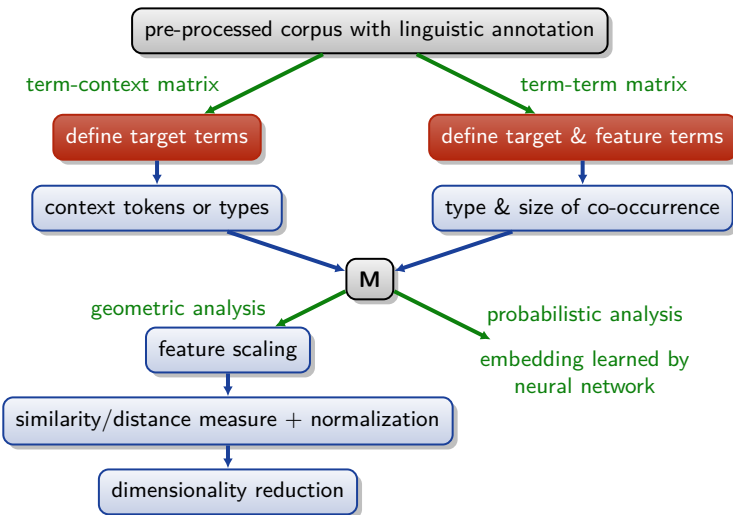 pre-processed corpus with linguistic annotation
term-context matrix
term-term matrix
define target terms
define target & feature terms
context tokens or types
type & size of co-occurrence
M
geometric analysis
probabilistic analysis
feature scaling
embedding learned by
neural network
similarity/distance measure + normalization
dimensionality reduction